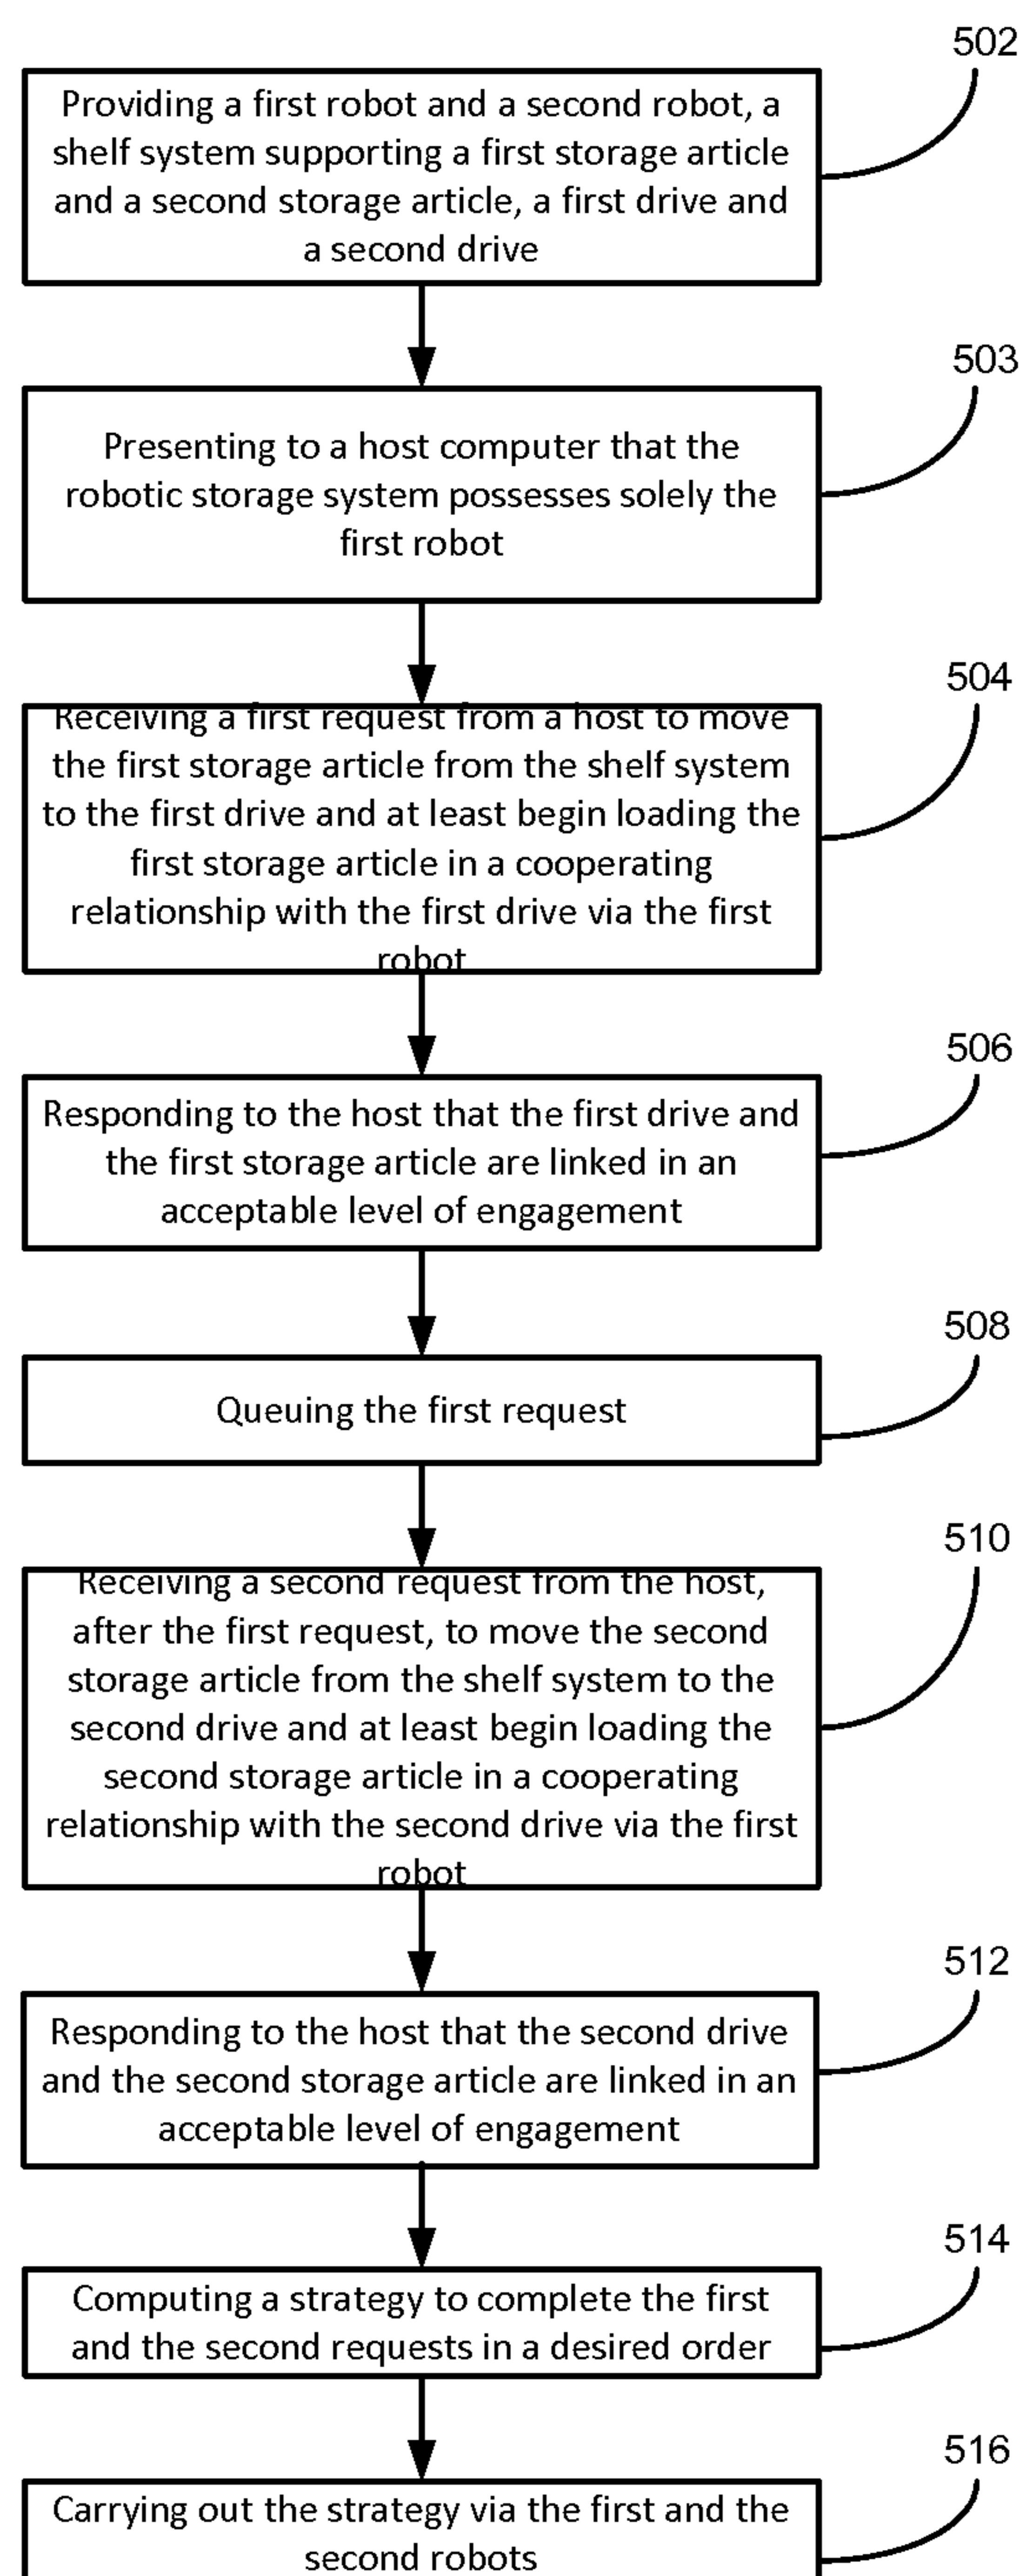 502
Providing a first robot and a second robot, a
shelf system supporting a first storage article
and a second storage article, a first drive and
a second drive
503
Presenting to a host computer that the
robotic storage system possesses solely the
first robot
504
Receiving a first request from a host to move
the first storage article from the shelf system
to the first drive and at least begin loading the
first storage article in a cooperating
relationship with the first drive via the first
robot
506
Responding to the host that the first drive and
the first storage article are linked in an
acceptable level of engagement
508
Queuing the first request
510
Receiving a second request from the host,
after the first request, to move the second
storage article from the shelf system to the
second drive and at least begin loading the
second storage article in a cooperating
relationship with the second drive via the first
robot
512
Responding to the host that the second drive
and the second storage article are linked in an
acceptable level of engagement
514
Computing a strategy to complete the first
and the second requests in a desired order
516
Carrying out the strategy via the first and the
second robots